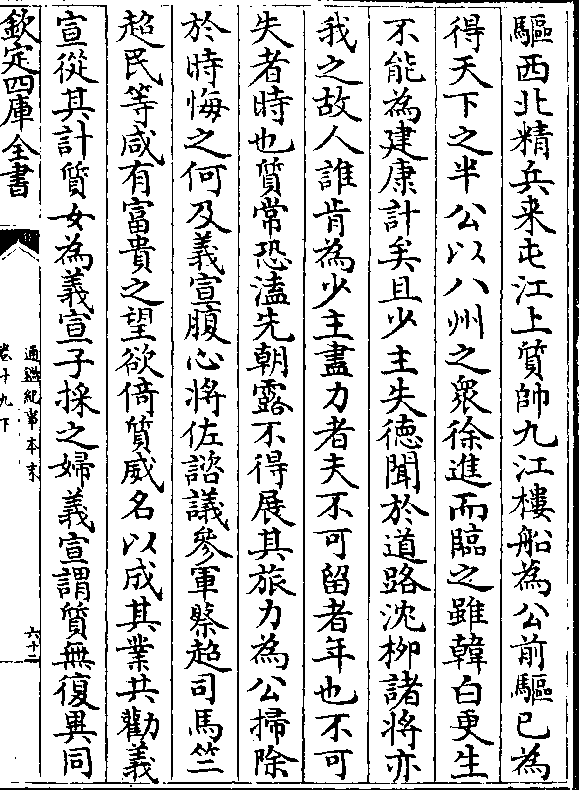 驅西北精兵来屯江上質帥九江樓船為公前驅已為
得天下之半公以八州之衆徐進而臨之雖韓白更生
不能為建康計矣且少主失德聞於道路沈柳諸將亦
我之故人誰肯為少主盡力者夫不可留者年也不可
失者時也質常恐溘先朝露不得展其旅力為公掃除
於時悔之何及義宣腹心將佐諮議參軍蔡超司馬竺
超民等咸有富貴之望欲倚質威名以成其業共勸義
宣從其計質女為義宣子採之婦義宣謂質無復異同
欽定四庫全書
通鑑紀事本末
卷十九下
六十二